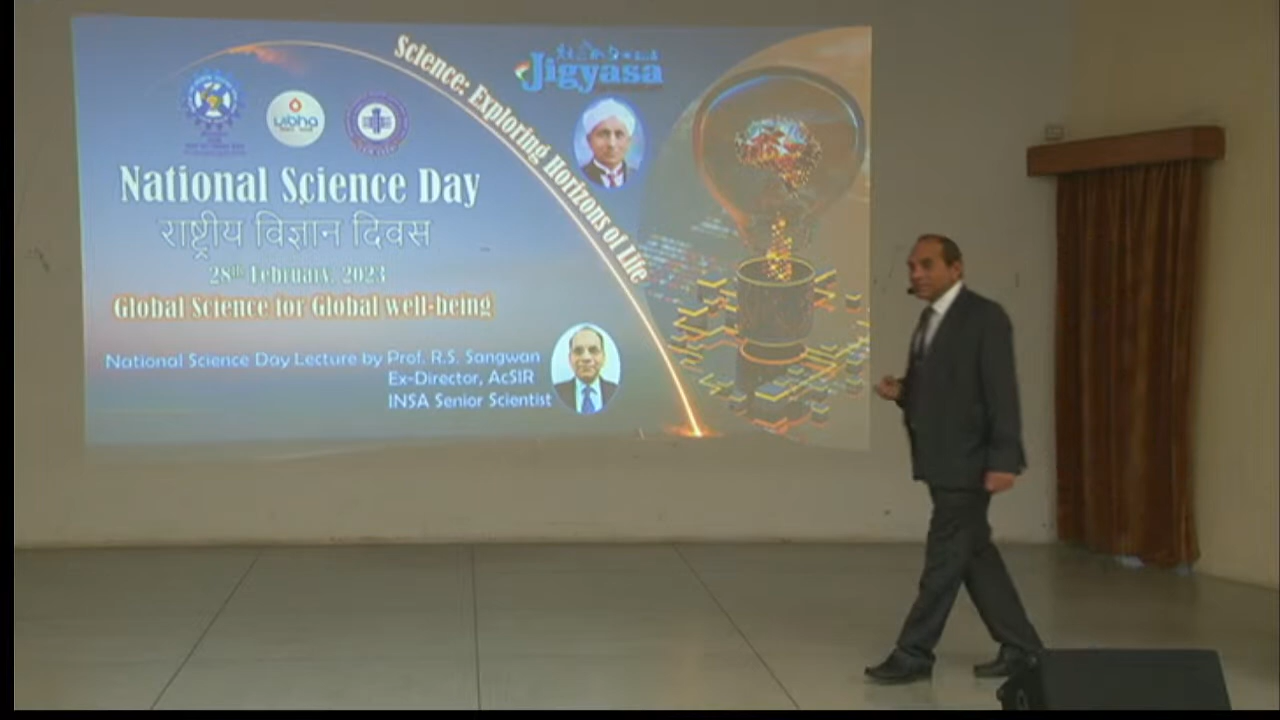 Science: Exploring Horizons of Life
Jigyasa
vibha
National Science Day
राष्ट्रीय विज्ञान दिवस
28th February, 2023
Global Science for Global well-being
National Science Day Lecture by Prof. R.S. Sangwan
Ex-Director, AcSIR
INSA Senior Scientist